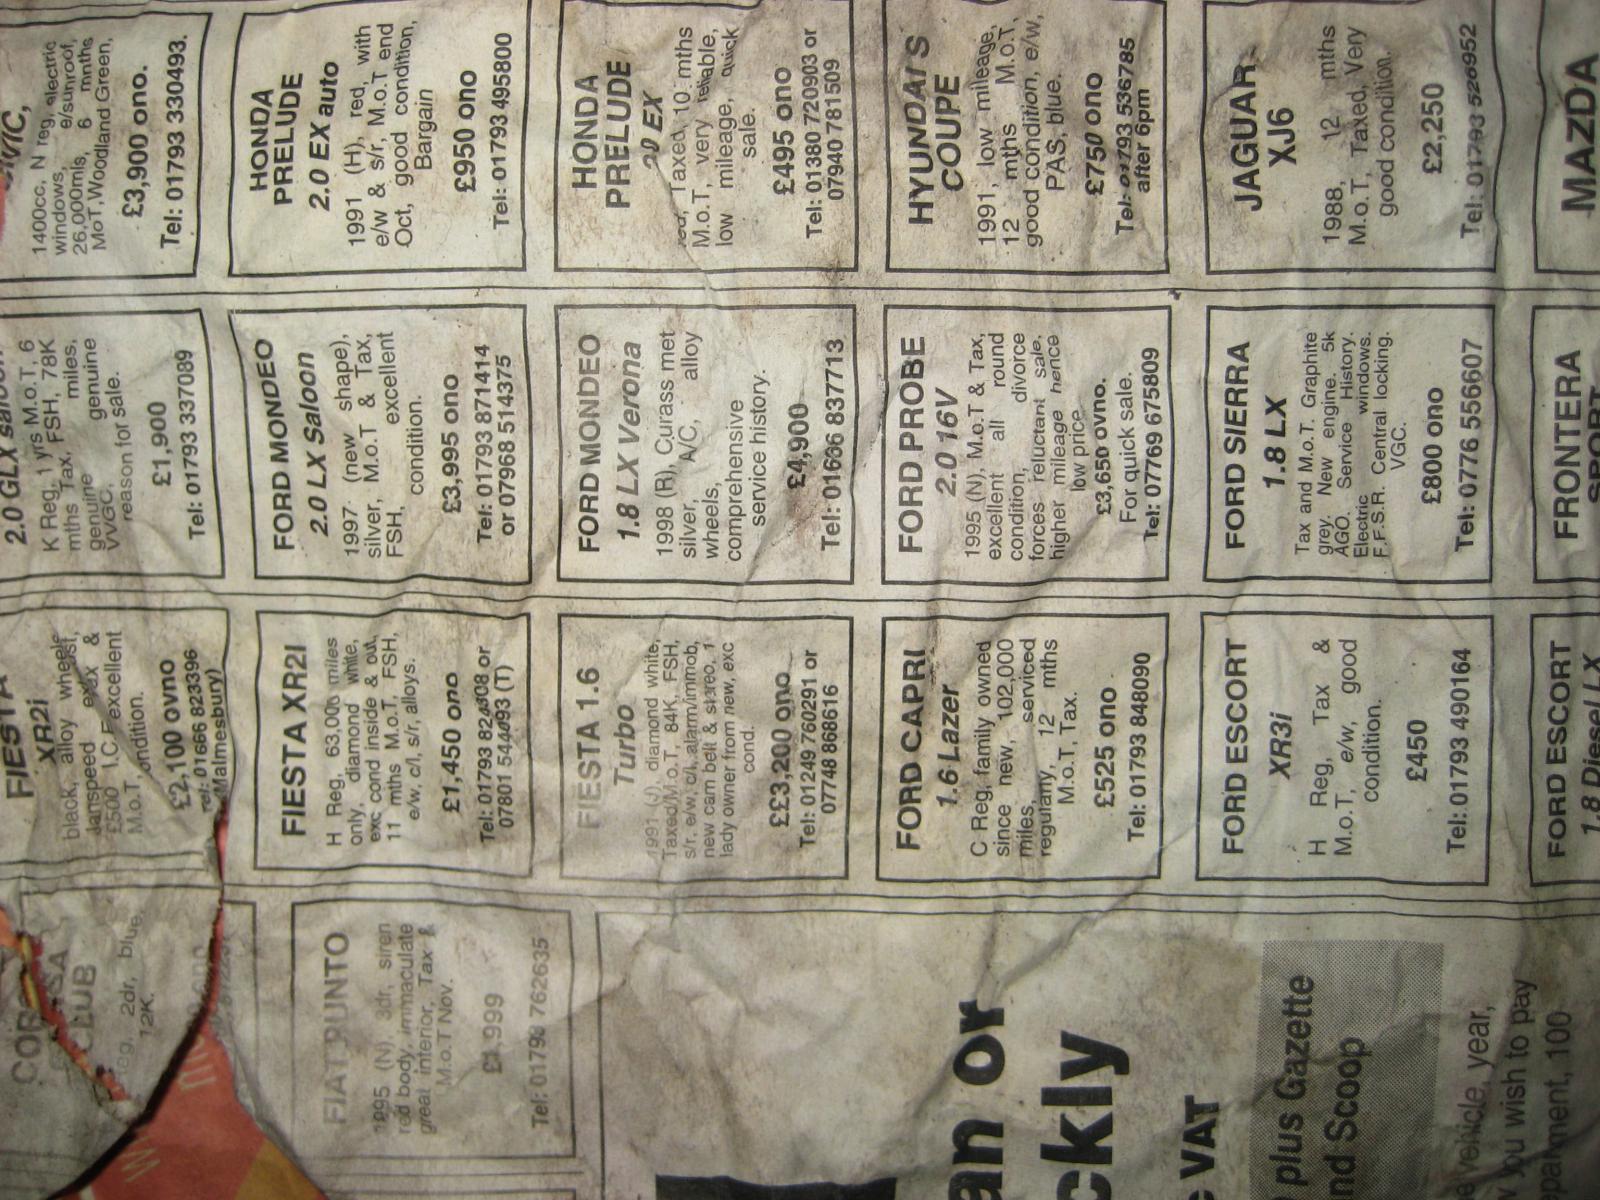 CLUB
2dr, blue,
12K.
FIAT PUNTO
1995 (N), 3dr, siren
red body, immaculate
great interior, Tax &
M.o.T Nov.
£1,999
Tel: 01793 762635
an or
ckly
VAT
plus Gazette
nd Scoop
vehicle, year,
you wish to pay
100
FIESTA
XR2i
black, alloy wheels
Janspeed exex &
£500 I.C.E excellent
M.o.T, condition.
£2,100 ovno
Tel: 01666 823396
(Malmesbury)
FIESTA XR2I
H Reg, 63,000 miles
only, diamond white,
exc cond inside & out,
11 mths M.o.T, FSH,
e/w, c/l, s/r, alloys.
£1,450 ono
Tel: 01793 824308 or
07801 544093 (T)
FIESTA 1.6
Turbo
1991 (J), diamond white,
Taxed/M.o.T, 84K, FSH,
s/r, e/w, c/l, alarm/immob,
new cam belt & stereo, 1
lady owner from new, exc
cond.
££3,200 ono
Tel: 01249 760291 or
07748 868616
FORD CAPRI
1.6 Lazer
C Reg, family owned
since new, 102,000
miles, serviced
regularly, 12 mths
M.o.T, Tax.
£525 ono
Tel: 01793 848090
FORD ESCORT
XR3i
H Reg, Tax &
M.o.T, e/w, good
condition.
£450
Tel: 01793 490164
FORD ESCORT
1.8 Diesel LX
2.0 GLX saloon
K Reg, 1 yrs M.o.T, 6
mths Tax, FSH, 78K
miles,
genuine genuine
VVGC,
reason for sale.
£1,900
Tel: 01793 337089
FORD MONDEO
2.0 LX Saloon
1997 (new shape),
silver, M.o.T & Tax,
FSH, excellent
condition.
£3,995 ono
Tel: 01793 871414
or 07968 514375
FORD MONDEO
1.8 LX Verona
1998 (R), Curass met
silver, A/C, alloy
wheels,
comprehensive
service history.
£4,900
Tel: 01636 837713
FORD PROBE
2.0 16V
1995 (N), M.o.T & Tax,
excellent all round
condition, divorce
forces reluctant sale.
higher mileage hence
low price
£3,650 ovno.
For quick sale.
Tel: 07769 675809
FORD SIERRA
1.8 LX
Tax and M.o.T. Graphite
grey. New engine. 5k
AGO. Service History.
Electric windows.
F.F.S.R. Central locking.
VGC.
£800 ono
Tel: 0776 556607
FRONTERA
SPORT
CIVIC,
1400cc, N reg, electric
windows, e/sunroof,
26,000mls, 6 mnths
MoT, Woodland Green,
£3,900 ono.
Tel: 01793 330493.
HONDA
PRELUDE
2.0 EX auto
1991 (H), red, with
e/w & s/r, M.o.T end
Oct, good condition,
Bargain
£950 ono
Tel: 01793 495800
HONDA
PRELUDE
20 EX
red, Taxed, 10 mths
M.o.T, very reliable,
low mileage, quick
sale.
£495 ono
Tel: 01380 720903 or
07940 781509
HYUNDAI S
COUPE
1991, low mileage,
12 mths M.O.T,
good condition, e/w,
PAS, blue.
£750 ono
Tel: 01793 536785
after 6pm
JAGUAR
XJ6
1988, 12 mths
M.o.T, Taxed, Very
good condition.
£2,250
Tel: 01793 526952
MAZDA